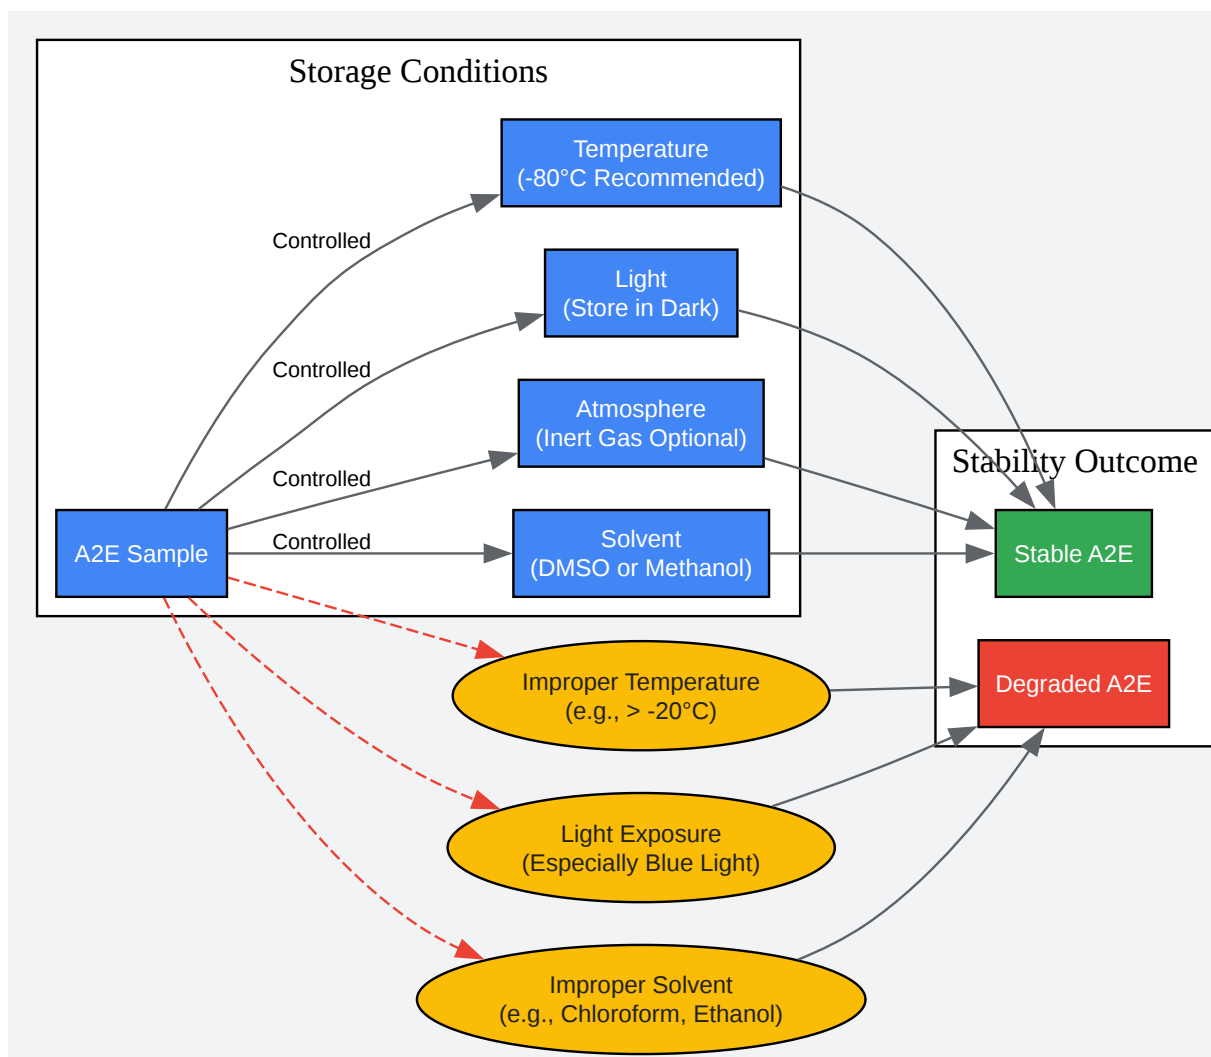 Storage Conditions
Temperature
(-80°C Recommended)
Controlled
Light
(Store in Dark)
Controlled
Atmosphere
(Inert Gas Optional)
Controlled
Stability Outcome
A2E Sample
Controlled
Solvent
(DMSO or Methanol)
Stable A2E
Improper Temperature
(e.g., > -20°C)
Degraded A2E
Light Exposure
(Especially Blue Light)
Improper Solvent
(e.g., Chloroform, Ethanol)